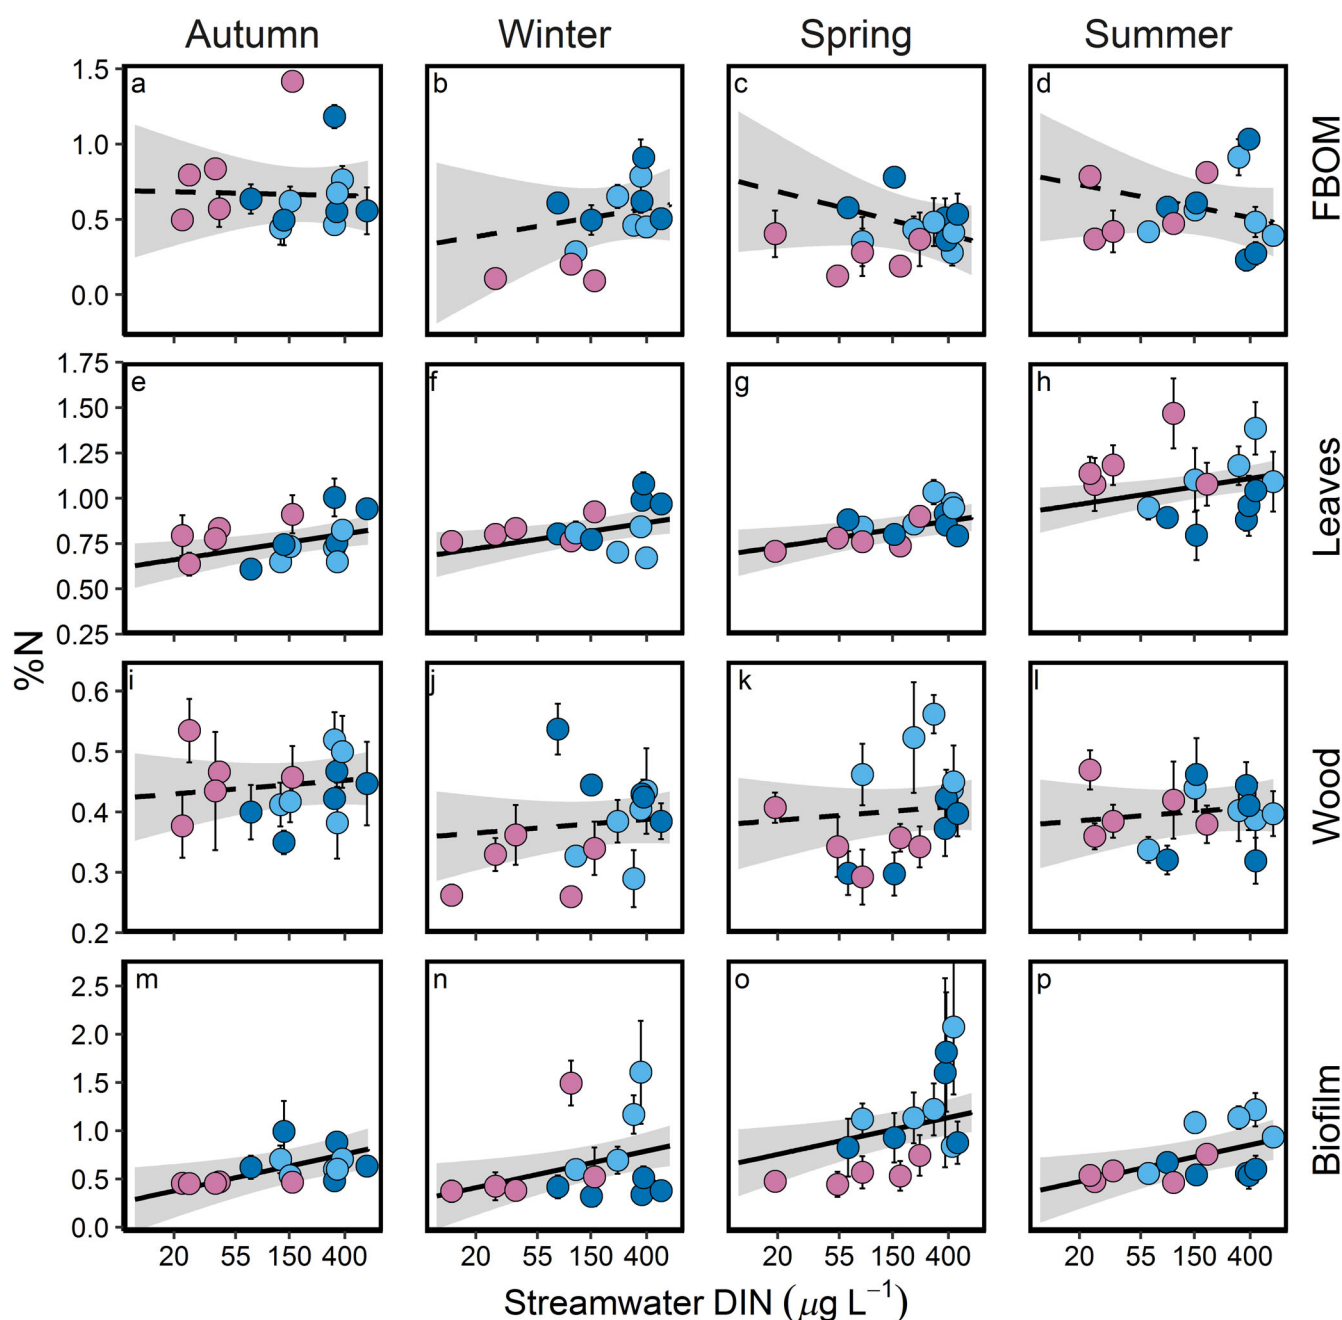 Autumn Winter Spring Summer
a b c d
1.5
1.0
0.5
0.0
FBOM
e f g h
1.75
1.50
1.25
1.00
0.75
0.50
0.25
Leaves
%N
i j k l
0.6
0.5
0.4
0.3
0.2
Wood
m n o p
2.5
2.0
1.5
1.0
0.5
0.0
Biofilm
20 55 150 400 20 55 150 400 20 55 150 400 20 55 150 400
Streamwater DIN (μg L⁻¹)